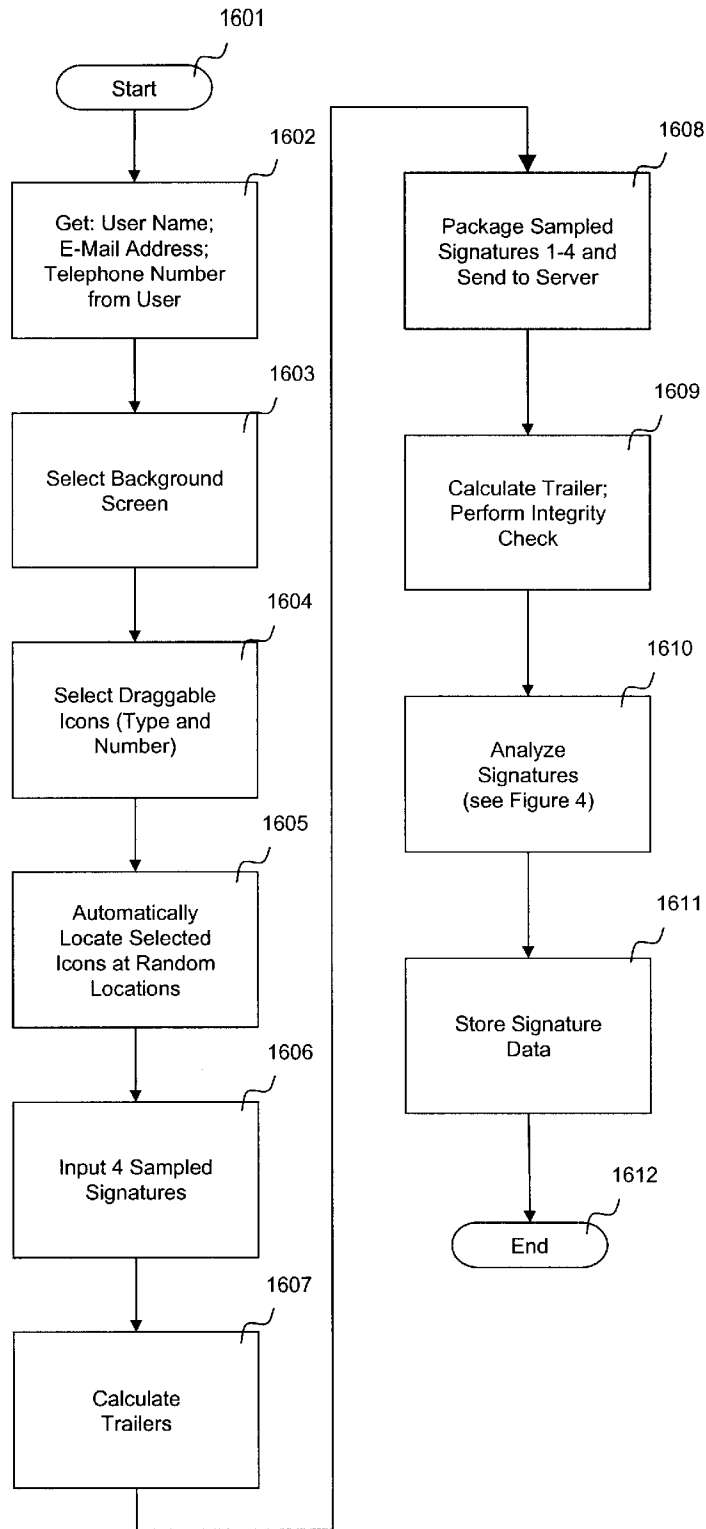 1601
Start
1602
Get: User Name;
E-Mail Address;
Telephone Number
from User
1603
Select Background
Screen
1604
Select Draggable
Icons (Type and
Number)
1605
Automatically
Locate Selected
Icons at Random
Locations
1606
Input 4 Sampled
Signatures
1607
Calculate
Trailers
1608
Package Sampled
Signatures 1-4 and
Send to Server
1609
Calculate Trailer;
Perform Integrity
Check
1610
Analyze
Signatures
(see Figure 4)
1611
Store Signature
Data
1612
End